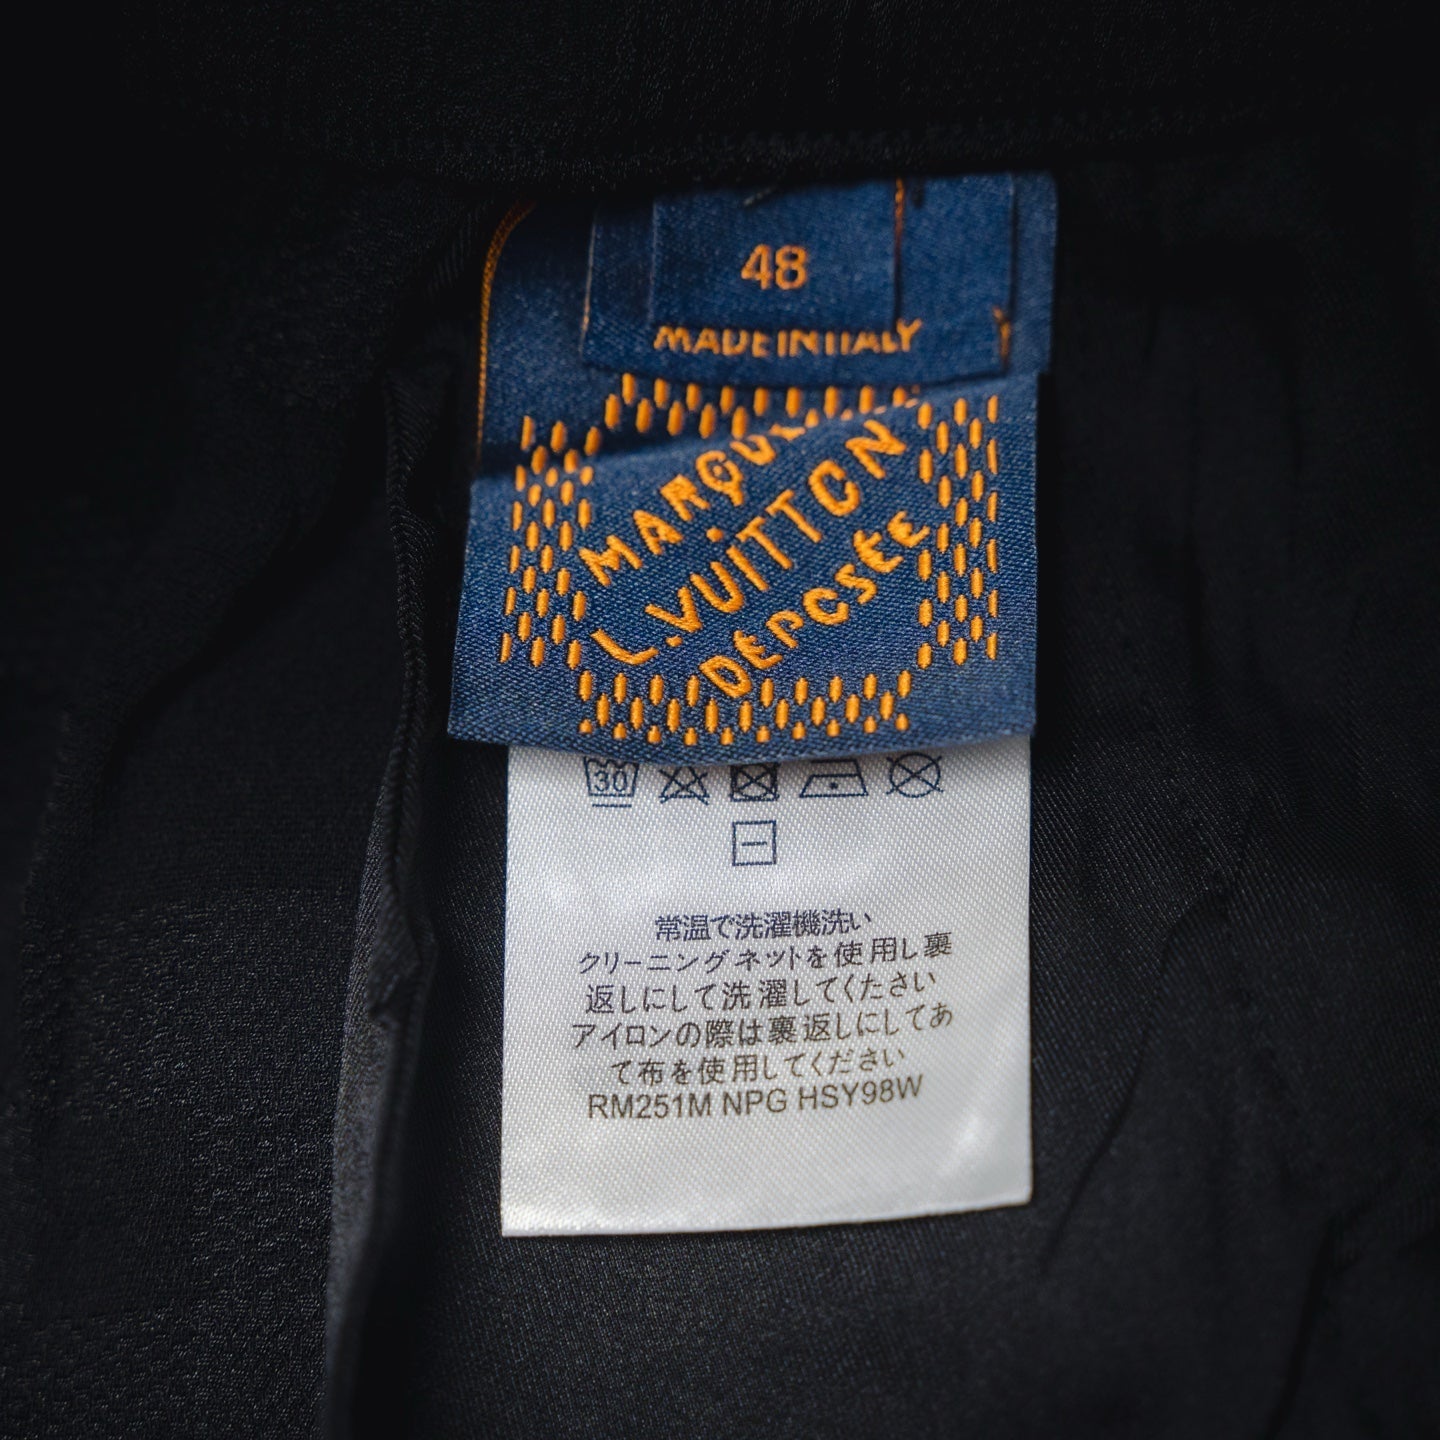 48
MADE IN ITALY
MARQUE
L.VUITTON
DÉPOSÉE
30
常温で洗濯機洗い
クリーニングネットを使用し裏
返しにして洗濯してください
アイロンの際は裏返しにしてあ
て布を使用してください
RM251M NPG HSY98W